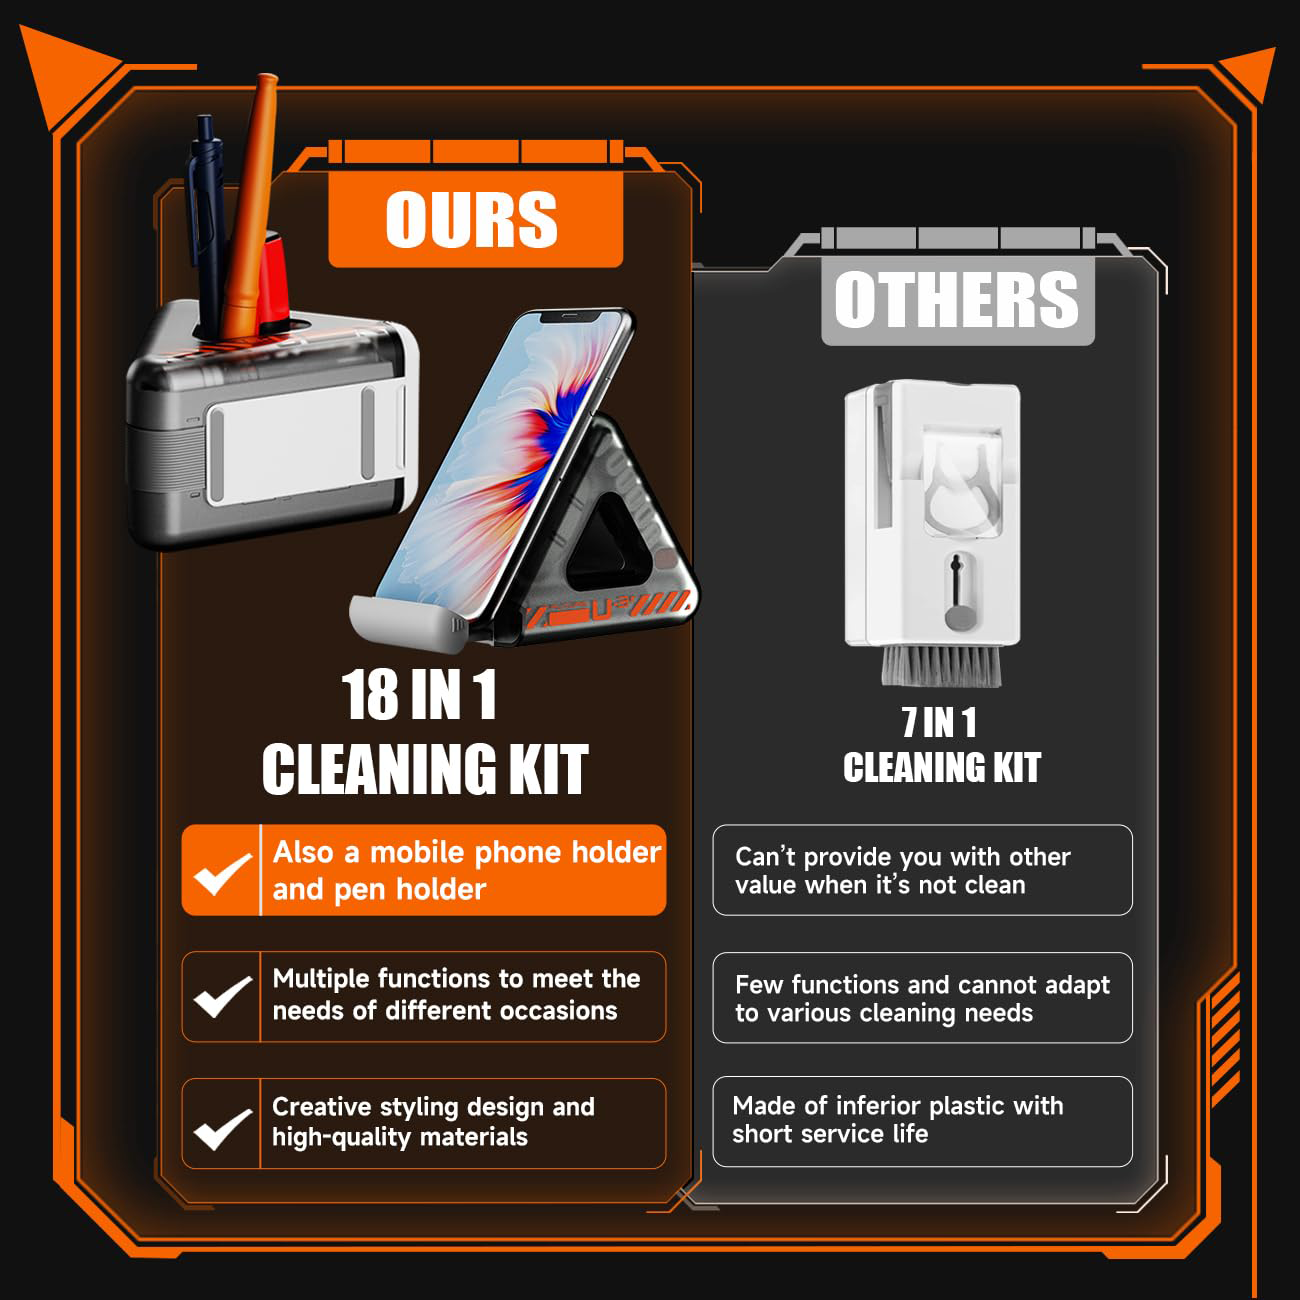 OURS
18 IN 1
CLEANING KIT
Also a mobile phone holder
and pen holder
Multiple functions to meet the
needs of different occasions
Creative styling design and
high-quality materials
OTHERS
7 IN 1
CLEANING KIT
Can't provide you with other
value when it's not clean
Few functions and cannot adapt
to various cleaning needs
Made of inferior plastic with
short service life